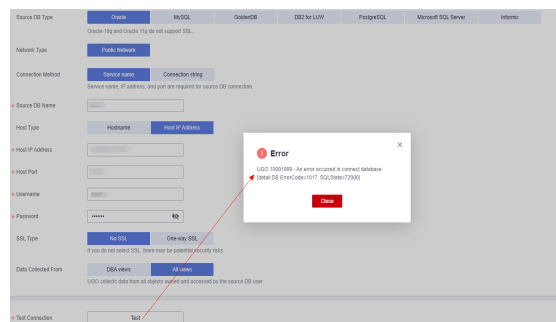 Source DB Type Oracle MySQL GoldenDB DB2 for LUW PostgreSQL Microsoft SQL Server Informix
Oracle-10g and Oracle 11g do not support SSL.
Network Type Public Network
Connection Method Service name Connection string
Service name, IP address, and port are required for source DB connection.
* Source DB Name
Host Type Hostname Host IP Address
* Host IP Address
* Host Port
* Username
* Password ••••••
SSL Type No SSL One-way SSL
If you do not select SSL, there may be potential security risks.
Data Collected From DBA views All views
UGO collects data from all objects owned and accessed by the source DB user.
* Test Connection Test
Error
UGO.10001009 - An error occurred in connect database
[detail:DB ErrorCode=1017, SQLState=72000]
Close